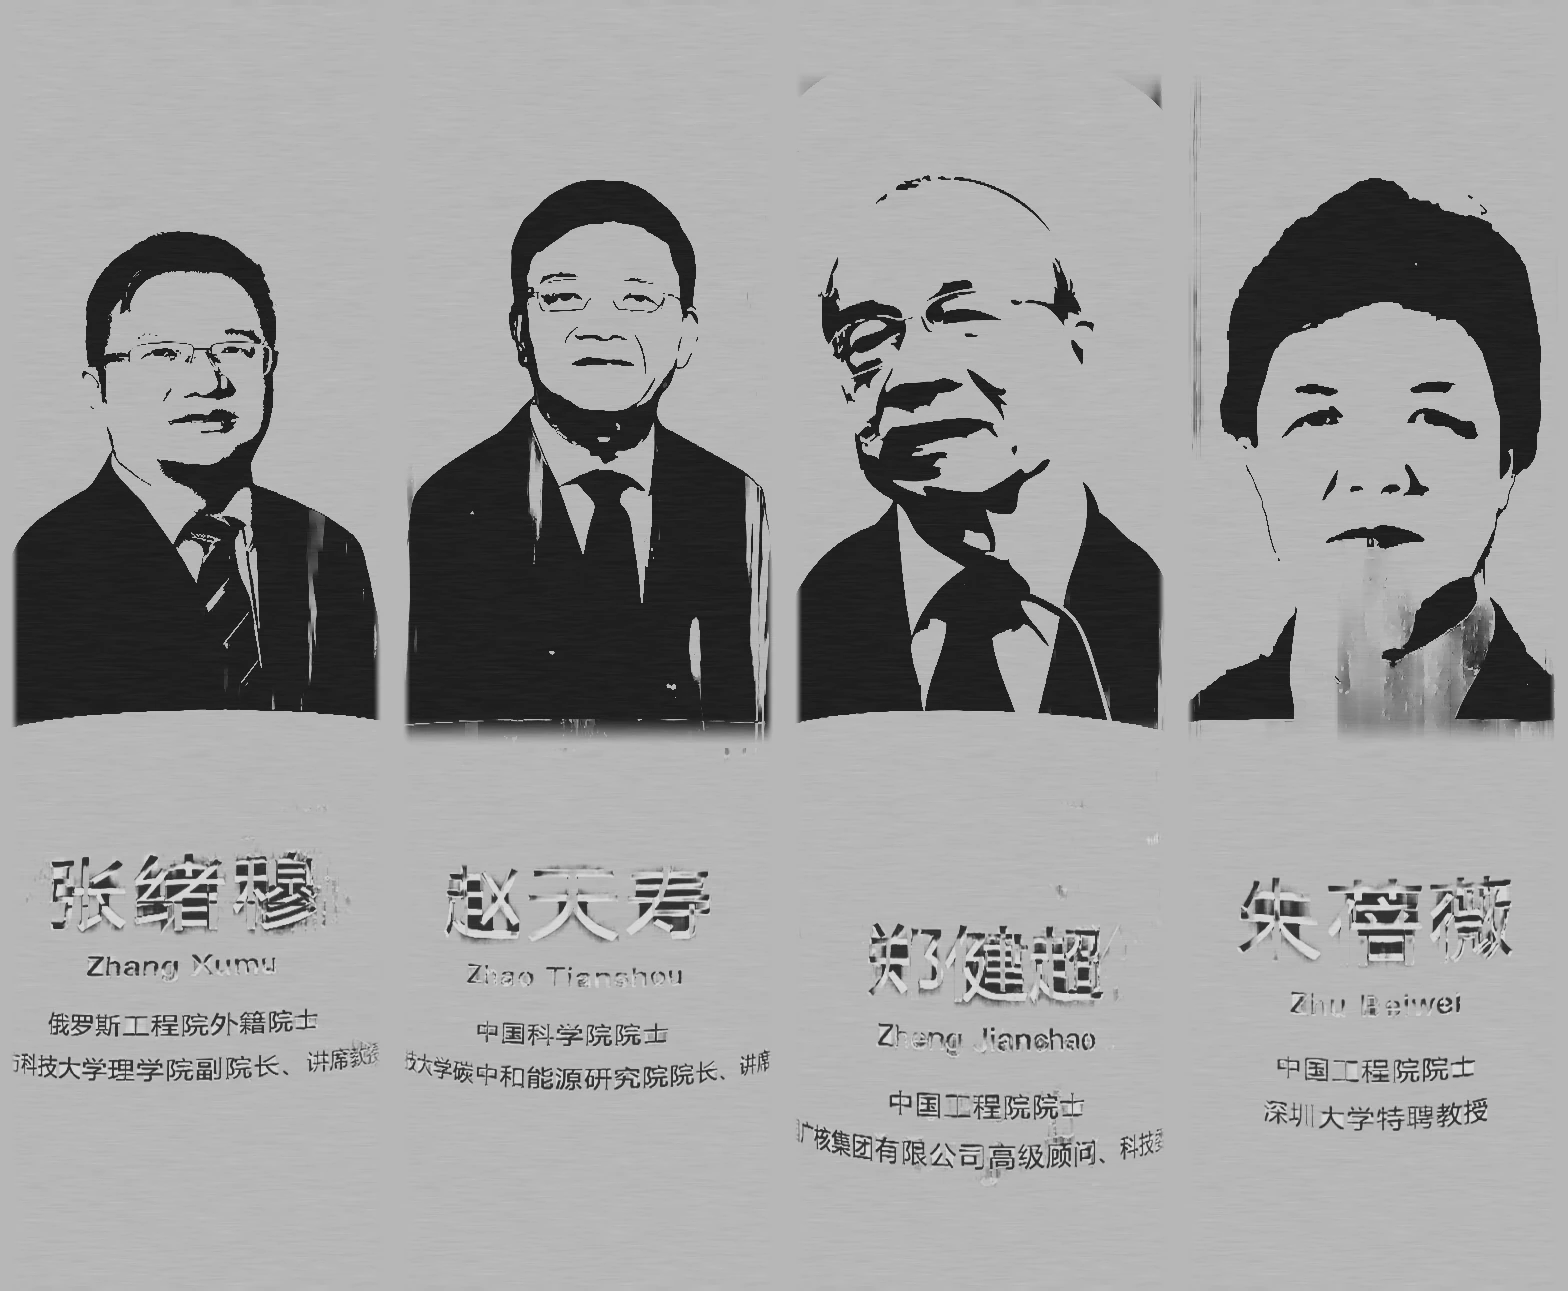 张绪穆
Zhang Xumu
俄罗斯工程院外籍院士
科技大学理学院副院长、讲席教授
赵天寿
Zhao Tianshou
中国科学院院士
技大学碳中和能源研究院院长、讲席
郑健超
Zheng Jianchao
中国工程院院士
广核集团有限公司高级顾问、科技委
朱蓓薇
Zhu Beiwei
中国工程院院士
深圳大学特聘教授